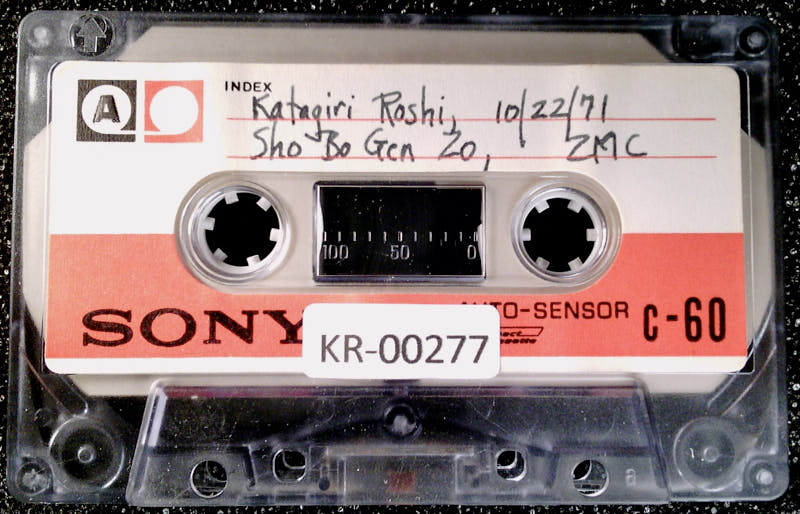 A
INDEX
Katagiri Roshi, 10/22/71
Sho Bo Gen Zo, ZMC
100 50 0
SONY
AUTO-SENSOR
C-60
KR-00277
a